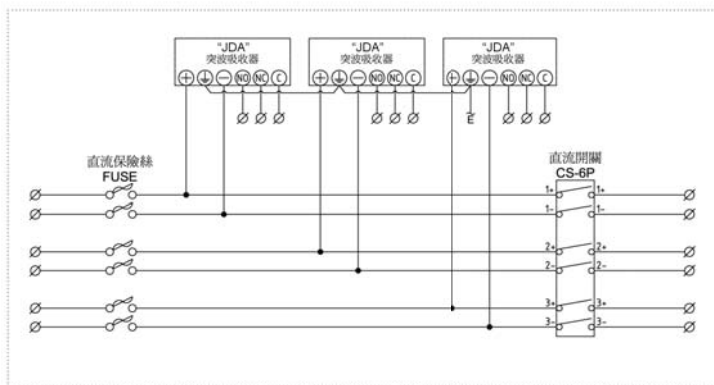 "JDA" "JDA" "JDA"
突波吸收器 突波吸收器 突波吸收器
+ − NO NC C + − NO NC C + − NO NC C
E
直流保險絲 直流開關
FUSE CS-6P
1+ 1+
1- 1-
2+ 2+
2- 2-
3+ 3+
3- 3-